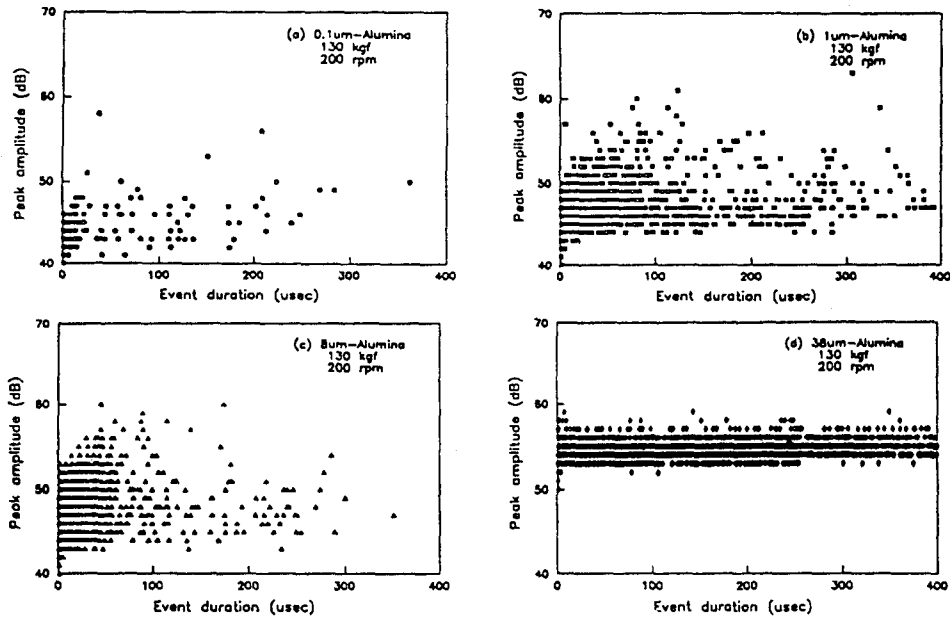 70
60
50
40
Peak amplitude (dB)
(a) 0.1um-Alumina
130 kgf
200 rpm
0 100 200 300 400
Event duration (usec)
70
60
50
40
Peak amplitude (dB)
(b) 1um-Alumina
130 kgf
200 rpm
0 100 200 300 400
Event duration (usec)
70
60
50
40
Peak amplitude (dB)
(c) 8um-Alumina
130 kgf
200 rpm
0 100 200 300 400
Event duration (usec)
70
60
50
40
Peak amplitude (dB)
(d) 38um-Alumina
130 kgf
200 rpm
0 100 200 300 400
Event duration (usec)